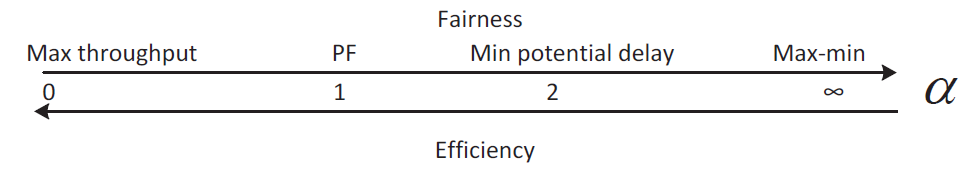 Fairness
Max throughput PF Min potential delay Max-min
0 1 2 ∞ α
Efficiency